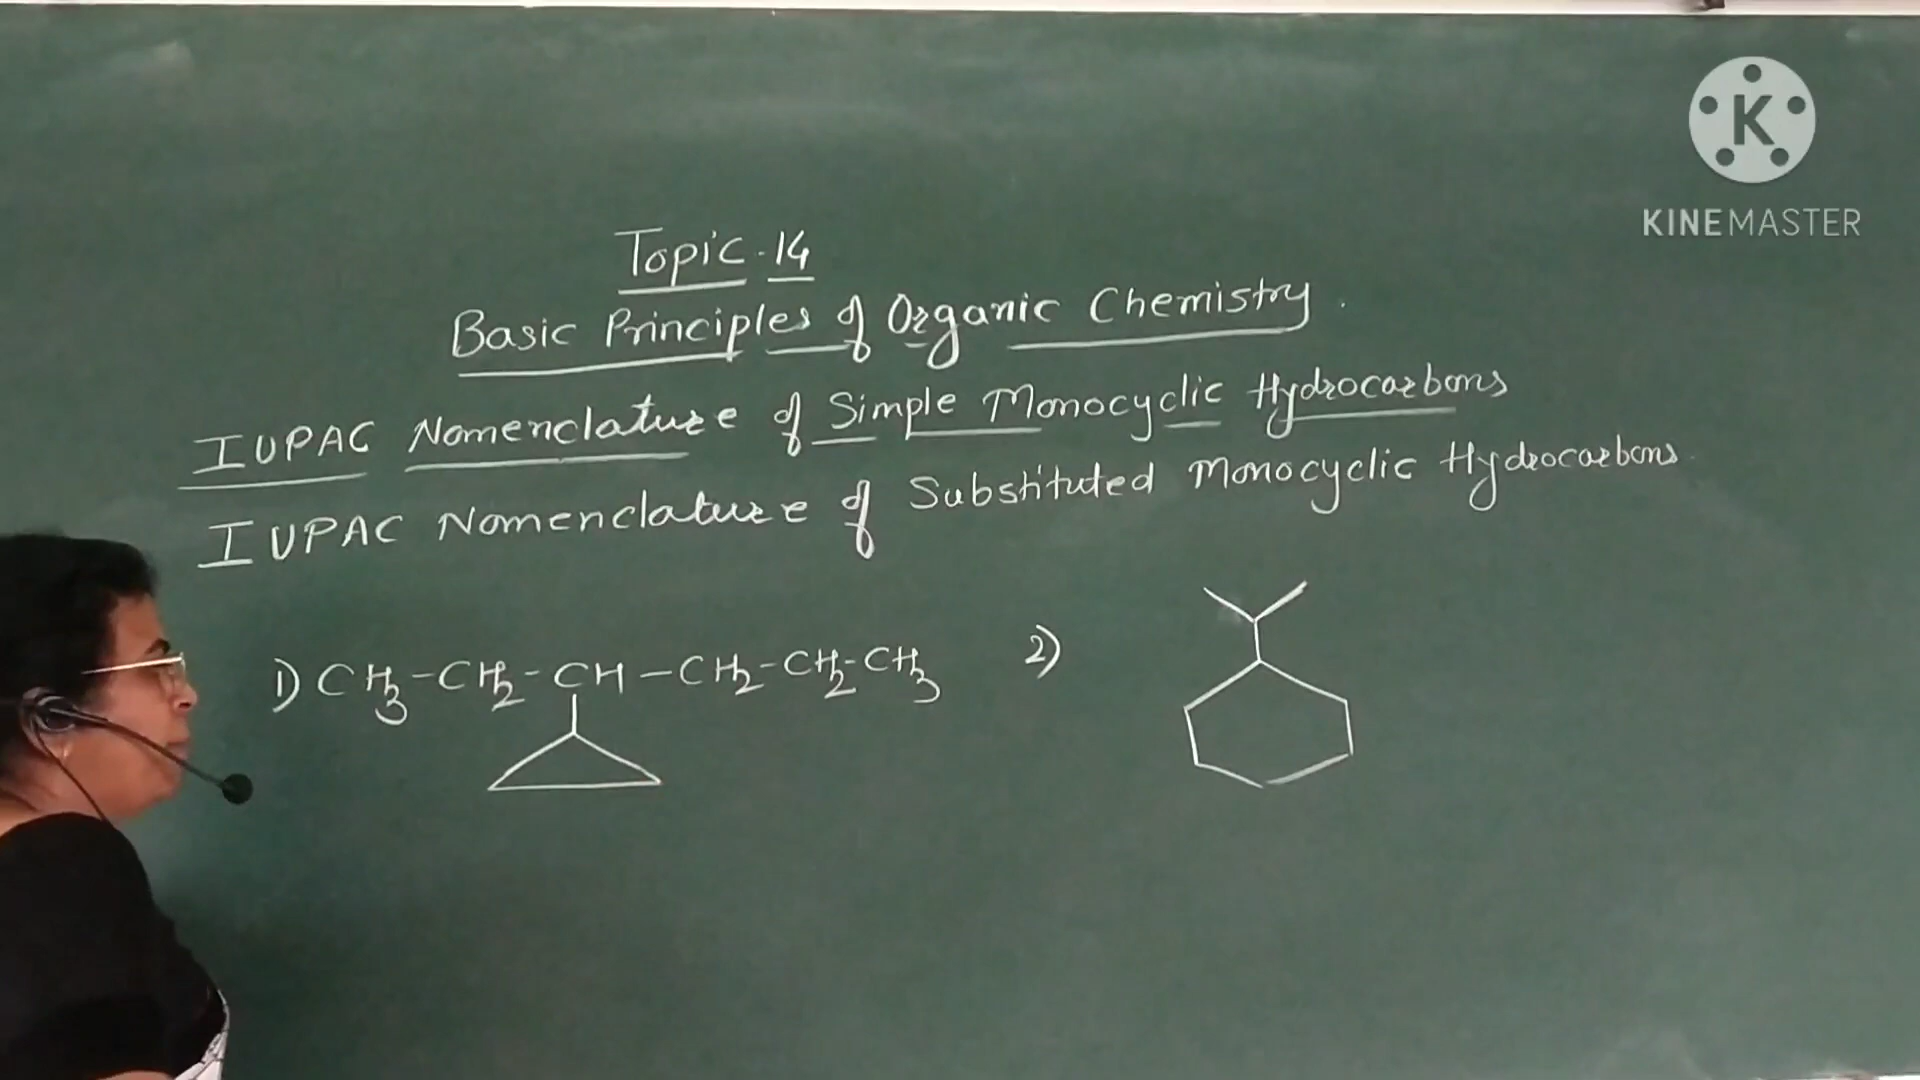 K
KINEMASTER
Topic-14
Basic Principles of Organic Chemistry.
IUPAC Nomenclature of Simple Monocyclic Hydrocarbons
IUPAC Nomenclature of Substituted Monocyclic Hydrocarbons.
1) CH₃-CH₂-CH-CH₂-CH₂-CH₃ 2)